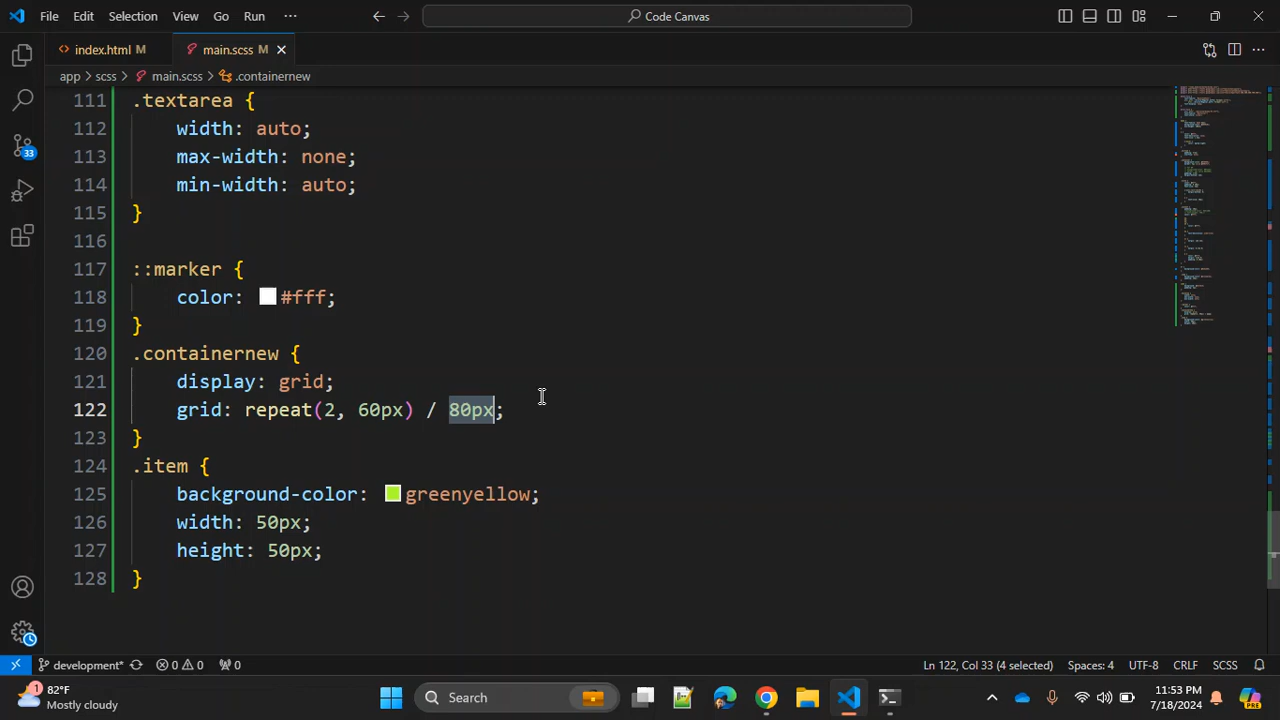 File Edit Selection View Go Run ··· Code Canvas
index.html M main.scss M
app > scss > main.scss > .containernew
111 .textarea {
112 width: auto;
113 max-width: none;
114 min-width: auto;
115 }
116
117 ::marker {
118 color: #fff;
119 }
120 .containernew {
121 display: grid;
122 grid: repeat(2, 60px) / 80px;
123 }
124 .item {
125 background-color: greenyellow;
126 width: 50px;
127 height: 50px;
128 }
33
development* 0 0 0 Ln 122, Col 33 (4 selected) Spaces: 4 UTF-8 CRLF SCSS
1 82°F
Mostly cloudy
Search
PRE
11:53 PM
7/18/2024